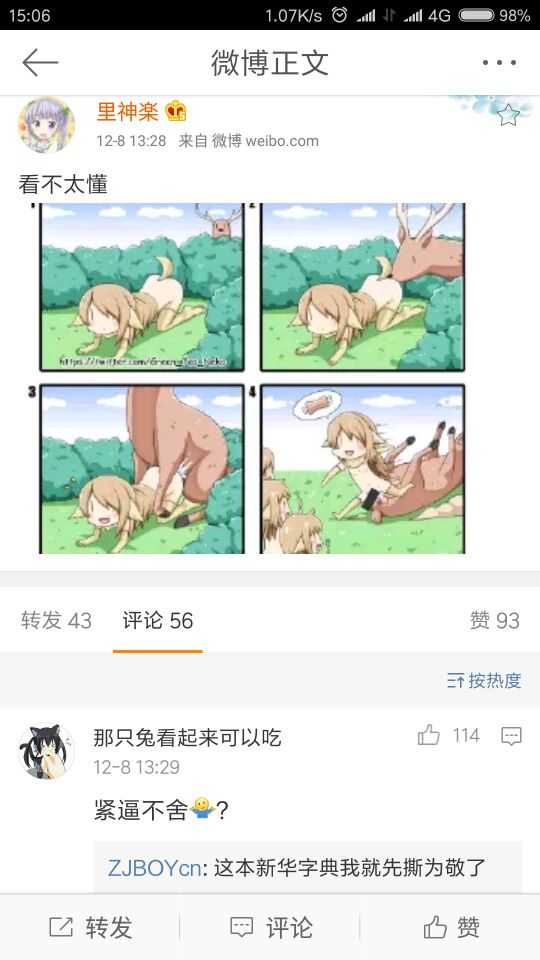 15:06
1.07K/s
4G
98%
微博正文
里神楽
12-8 13:28 来自 微博 weibo.com
看不太懂
1
2
3
4
转发 43
评论 56
赞 93
按热度
那只兔看起来可以吃
114
12-8 13:29
紧逼不舍🤷?
ZJBOYcn: 这本新华字典我就先撕为敬了
转发
评论
赞